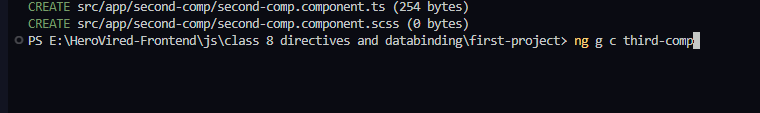 CREATE src/app/second-comp/second-comp.component.ts (254 bytes)
CREATE src/app/second-comp/second-comp.component.scss (0 bytes)
PS E:\HeroVired-Frontend\js\class 8 directives and databinding\first-project> ng g c third-comp